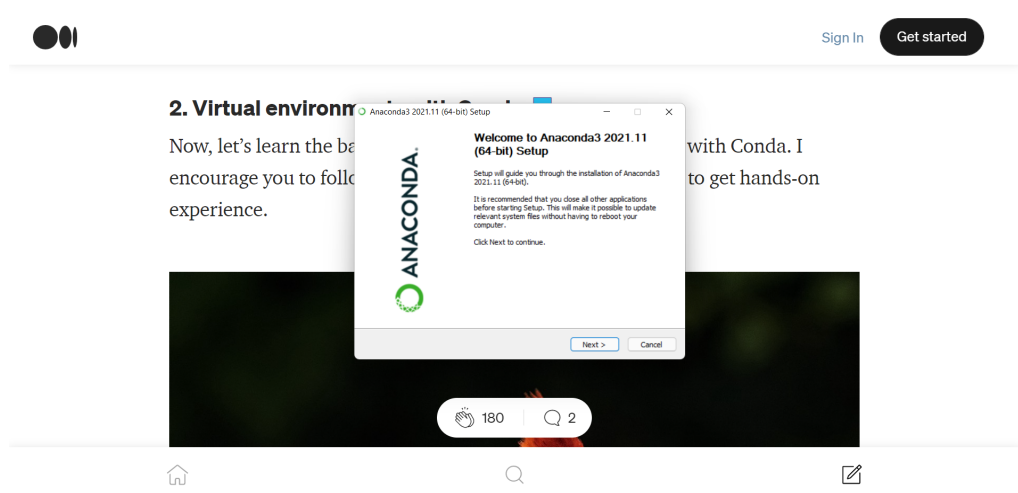 Sign In
Get started
2. Virtual environm
Anaconda3 2021.11 (64-bit) Setup
Now, let’s learn the ba
with Conda. I
encourage you to follo
to get hands-on
experience.
ANACONDA.
Welcome to Anaconda3 2021.11
(64-bit) Setup
Setup will guide you through the installation of Anaconda3
2021.11 (64-bit).
It is recommended that you close all other applications
before starting Setup. This will make it possible to update
relevant system files without having to reboot your
computer.
Click Next to continue.
Next >
Cancel
180
2